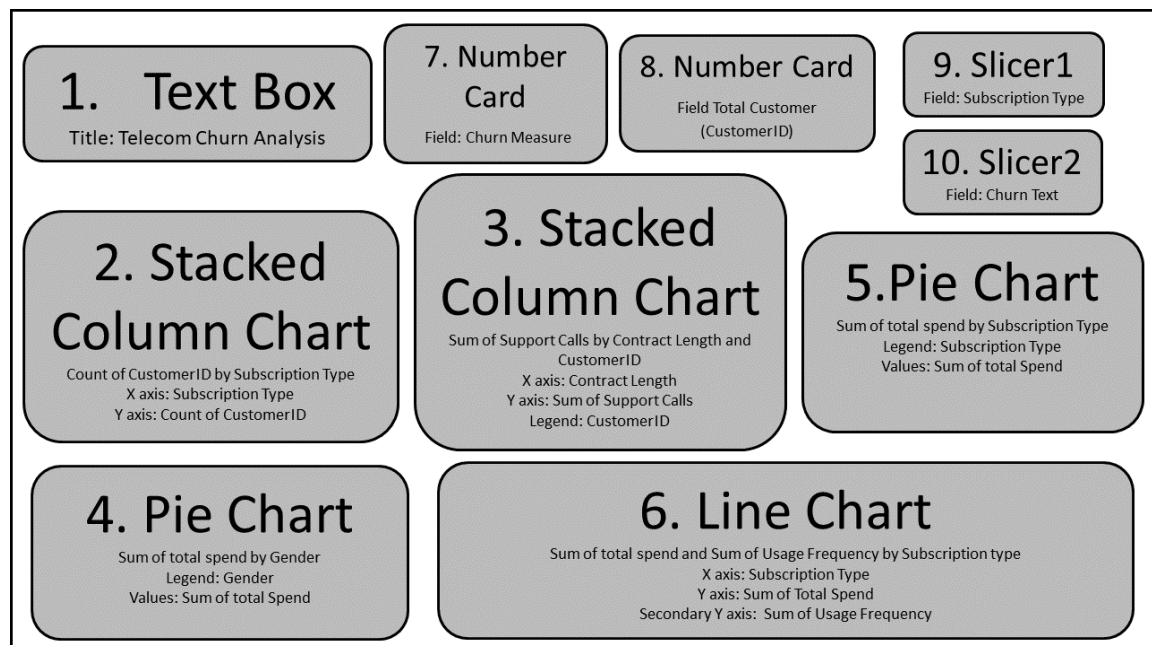 1. Text Box
Title: Telecom Churn Analysis
7. Number
Card
Field: Churn Measure
8. Number Card
Field Total Customer
(CustomerID)
9. Slicer1
Field: Subscription Type
10. Slicer2
Field: Churn Text
2. Stacked
Column Chart
Count of CustomerID by Subscription Type
X axis: Subscription Type
Y axis: Count of CustomerID
3. Stacked
Column Chart
Sum of Support Calls by Contract Length and
CustomerID
X axis: Contract Length
Y axis: Sum of Support Calls
Legend: CustomerID
5.Pie Chart
Sum of total spend by Subscription Type
Legend: Subscription Type
Values: Sum of total Spend
4. Pie Chart
Sum of total spend by Gender
Legend: Gender
Values: Sum of total Spend
6. Line Chart
Sum of total spend and Sum of Usage Frequency by Subscription type
X axis: Subscription Type
Y axis: Sum of Total Spend
Secondary Y axis: Sum of Usage Frequency